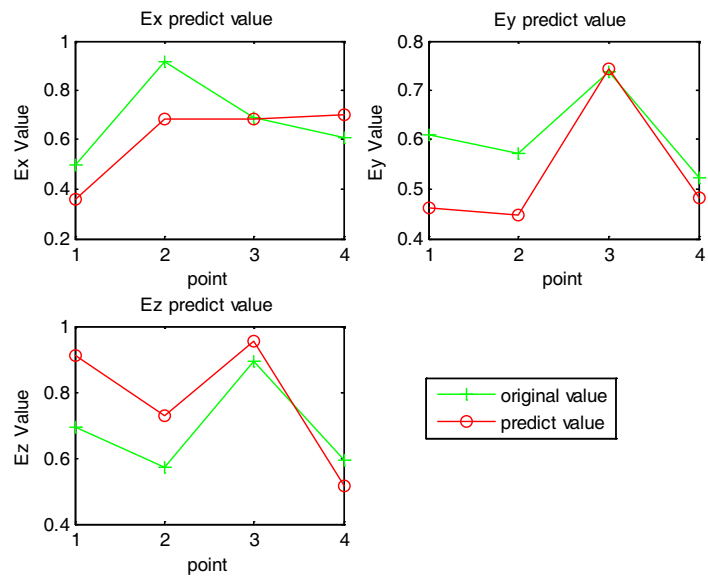 Ex predict value
1
0.8
0.6
0.4
0.2
Ex Value
1 2 3 4
point
Ey predict value
0.8
0.7
0.6
0.5
0.4
Ey Value
1 2 3 4
point
Ez predict value
1
0.8
0.6
0.4
Ez Value
1 2 3 4
point
original value
predict value